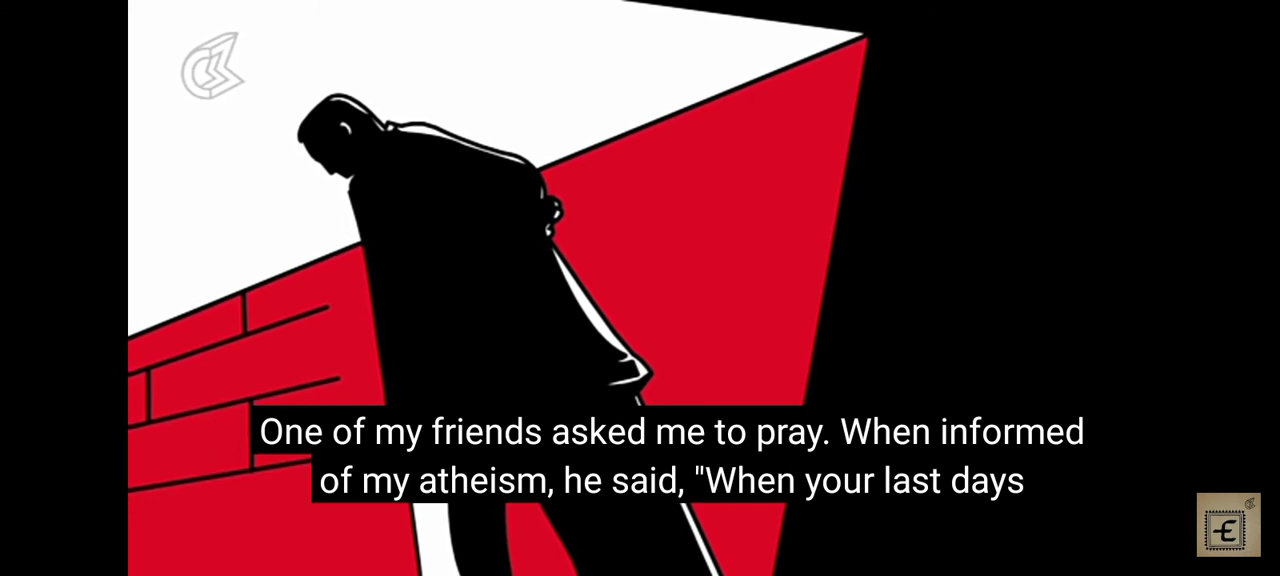 One of my friends asked me to pray. When informed
of my atheism, he said, "When your last days